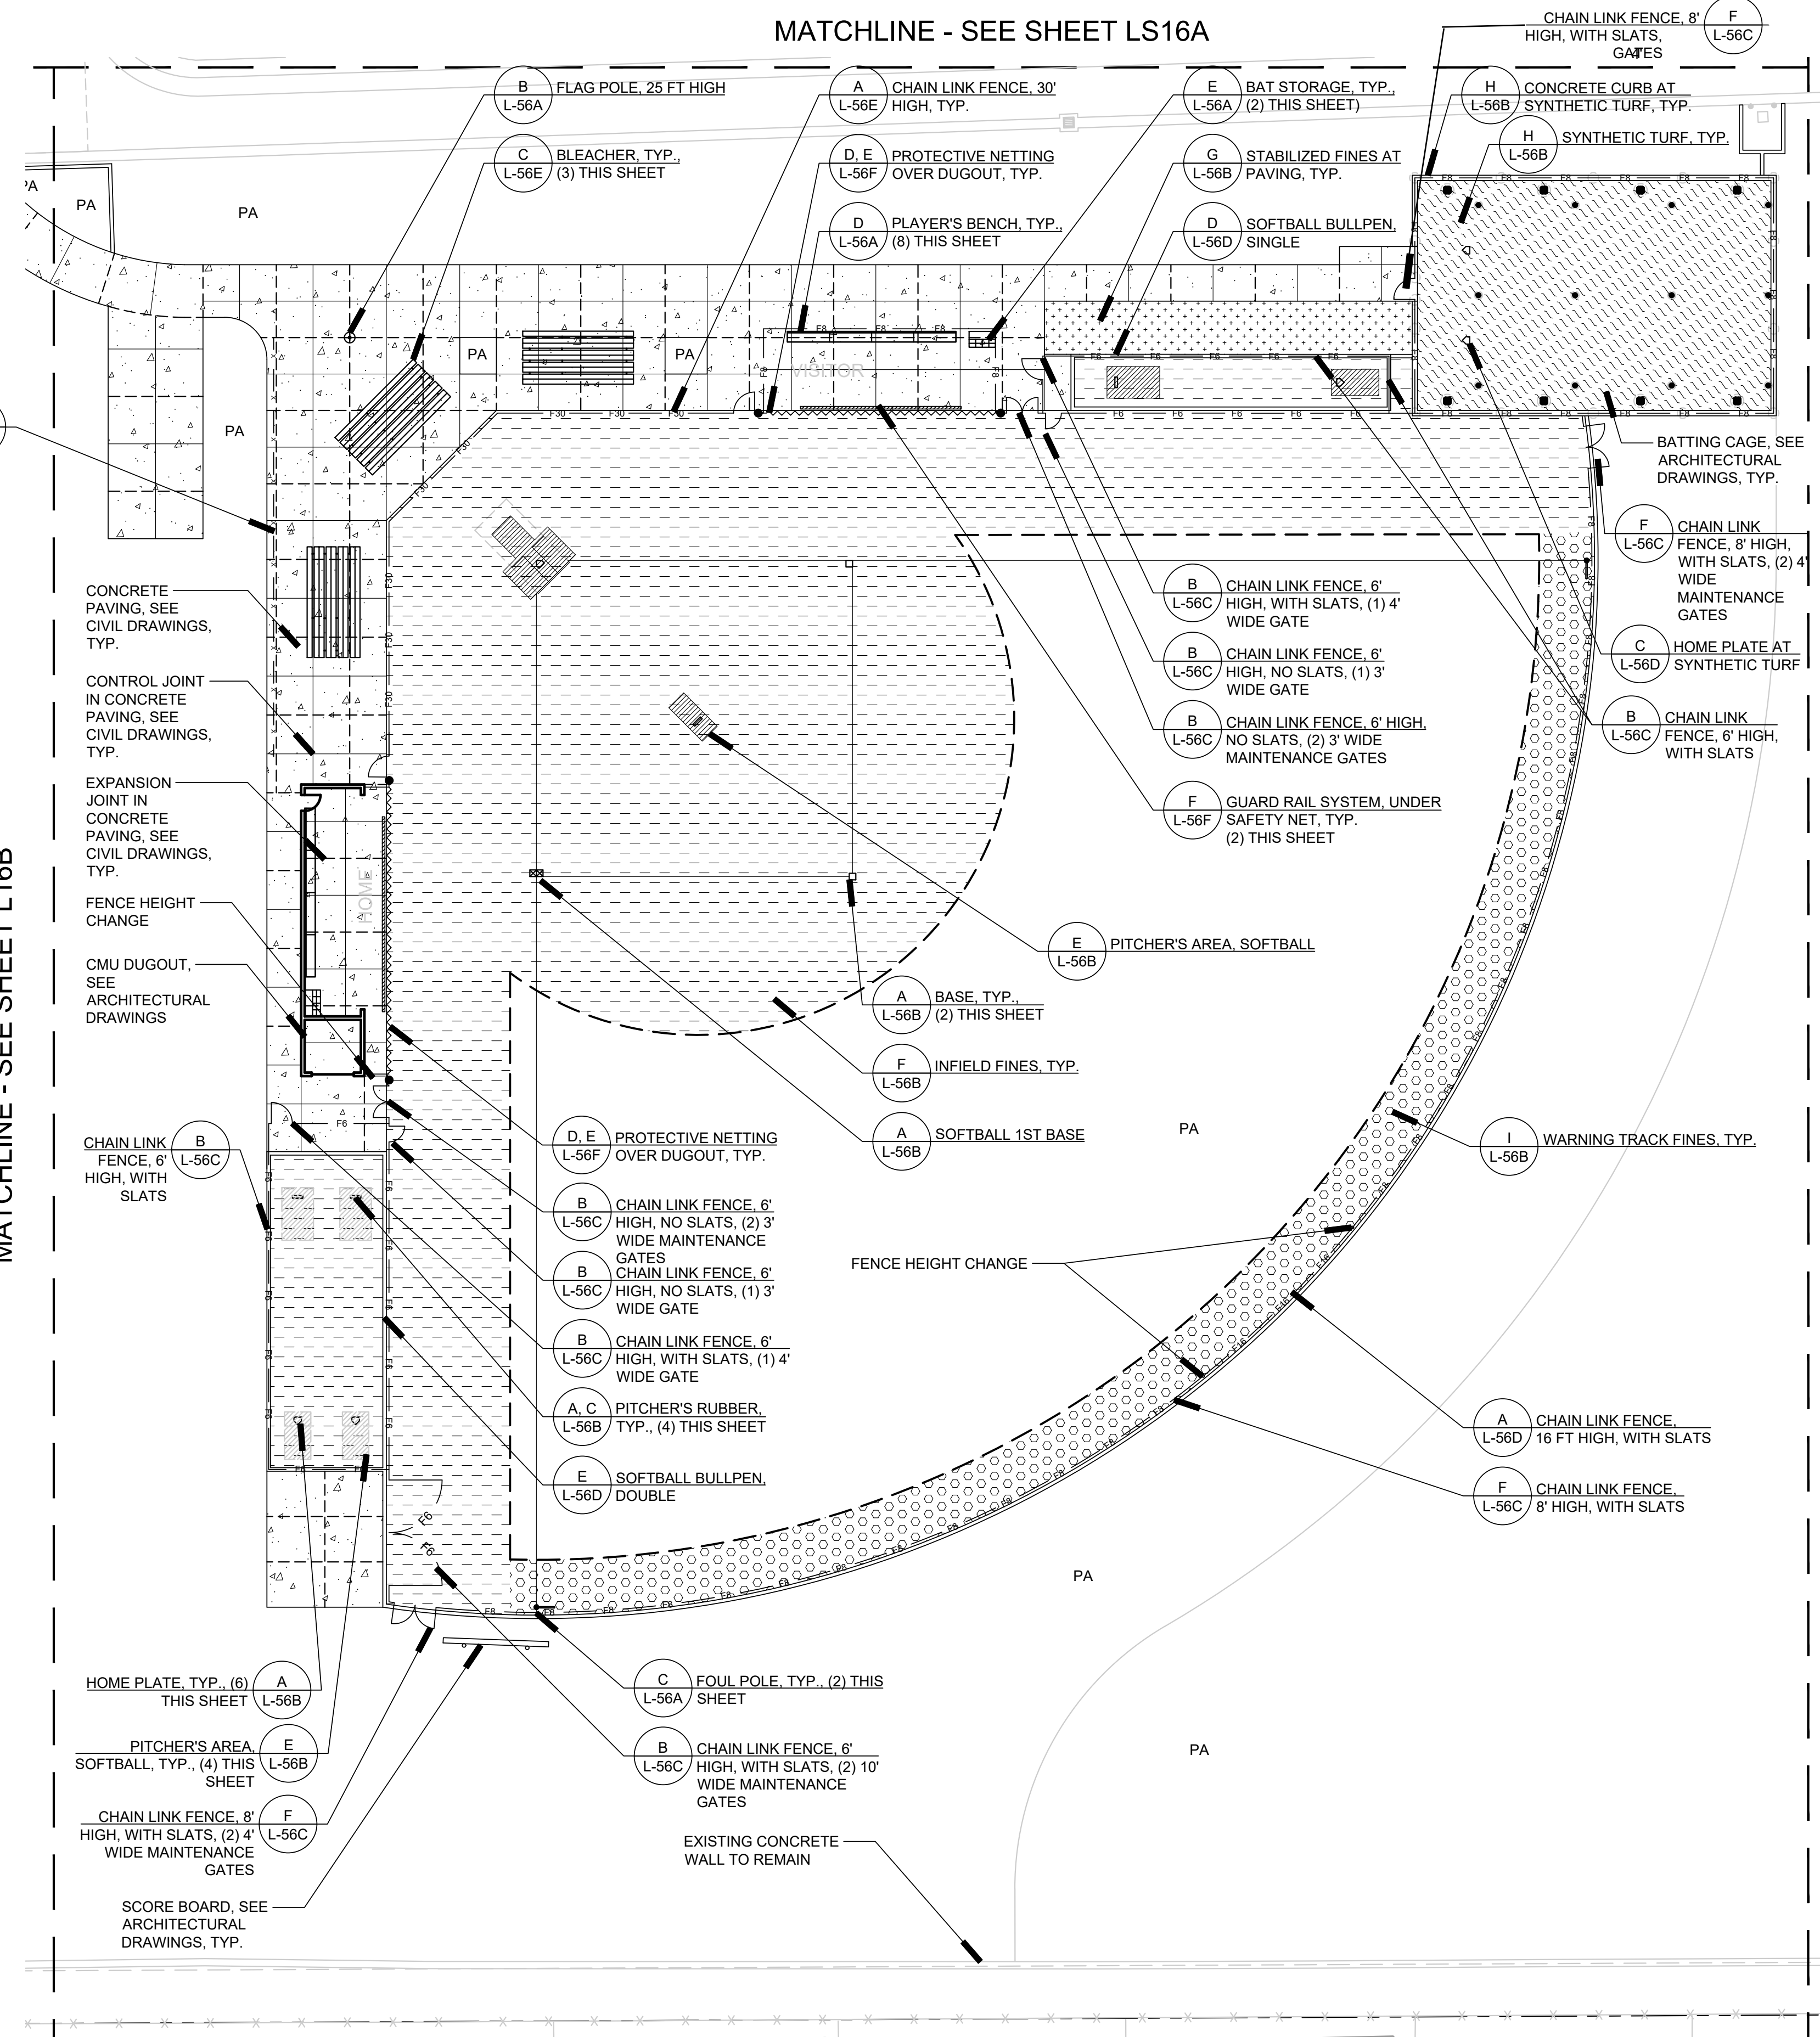 MATCHLINE - SEE SHEET LS16A
CHAIN LINK FENCE, 8'
HIGH, WITH SLATS,
GATES
F
L-56C
B
L-56A
FLAG POLE, 25 FT HIGH
A
L-56E
CHAIN LINK FENCE, 30'
HIGH, TYP.
E
L-56A
BAT STORAGE, TYP.,
(2) THIS SHEET)
H
L-56B
CONCRETE CURB AT
SYNTHETIC TURF, TYP.
H
L-56B
SYNTHETIC TURF, TYP.
C
L-56E
BLEACHER, TYP.,
(3) THIS SHEET
D, E
L-56F
PROTECTIVE NETTING
OVER DUGOUT, TYP.
G
L-56B
STABILIZED FINES AT
PAVING, TYP.
D
L-56A
PLAYER'S BENCH, TYP.,
(8) THIS SHEET
D
L-56D
SOFTBALL BULLPEN,
SINGLE
PA
PA
PA
PA
PA
PA
VISITOR
BATTING CAGE, SEE
ARCHITECTURAL
DRAWINGS, TYP.
F
L-56C
CHAIN LINK
FENCE, 8' HIGH,
WITH SLATS, (2) 4'
WIDE
MAINTENANCE
GATES
C
L-56D
HOME PLATE AT
SYNTHETIC TURF
B
L-56C
CHAIN LINK
FENCE, 6' HIGH,
WITH SLATS
B
L-56C
CHAIN LINK FENCE, 6'
HIGH, WITH SLATS, (1) 4'
WIDE GATE
B
L-56C
CHAIN LINK FENCE, 6'
HIGH, NO SLATS, (1) 3'
WIDE GATE
B
L-56C
CHAIN LINK FENCE, 6' HIGH,
NO SLATS, (2) 3' WIDE
MAINTENANCE GATES
F
L-56F
GUARD RAIL SYSTEM, UNDER
SAFETY NET, TYP.
(2) THIS SHEET
CONCRETE
PAVING, SEE
CIVIL DRAWINGS,
TYP.
CONTROL JOINT
IN CONCRETE
PAVING, SEE
CIVIL DRAWINGS,
TYP.
EXPANSION
JOINT IN
CONCRETE
PAVING, SEE
CIVIL DRAWINGS,
TYP.
FENCE HEIGHT
CHANGE
CMU DUGOUT,
SEE
ARCHITECTURAL
DRAWINGS
HOME
MATCHLINE - SEE SHEET L16B
E
L-56B
PITCHER'S AREA, SOFTBALL
A
L-56B
BASE, TYP.,
(2) THIS SHEET
F
L-56B
INFIELD FINES, TYP.
A
L-56B
SOFTBALL 1ST BASE
PA
I
L-56B
WARNING TRACK FINES, TYP.
CHAIN LINK
FENCE, 6'
HIGH, WITH
SLATS
B
L-56C
D, E
L-56F
PROTECTIVE NETTING
OVER DUGOUT, TYP.
B
L-56C
CHAIN LINK FENCE, 6'
HIGH, NO SLATS, (2) 3'
WIDE MAINTENANCE
GATES
B
L-56C
CHAIN LINK FENCE, 6'
HIGH, NO SLATS, (1) 3'
WIDE GATE
B
L-56C
CHAIN LINK FENCE, 6'
HIGH, WITH SLATS, (1) 4'
WIDE GATE
A, C
L-56B
PITCHER'S RUBBER,
TYP., (4) THIS SHEET
E
L-56D
SOFTBALL BULLPEN,
DOUBLE
FENCE HEIGHT CHANGE
A
L-56D
CHAIN LINK FENCE,
16 FT HIGH, WITH SLATS
F
L-56C
CHAIN LINK FENCE,
8' HIGH, WITH SLATS
F6
F6
F6
PA
PA
HOME PLATE, TYP., (6)
THIS SHEET
A
L-56B
PITCHER'S AREA,
SOFTBALL, TYP., (4) THIS
SHEET
E
L-56B
CHAIN LINK FENCE, 8'
HIGH, WITH SLATS, (2) 4'
WIDE MAINTENANCE
GATES
F
L-56C
SCORE BOARD, SEE
ARCHITECTURAL
DRAWINGS, TYP.
C
L-56A
FOUL POLE, TYP., (2) THIS
SHEET
B
L-56C
CHAIN LINK FENCE, 6'
HIGH, WITH SLATS, (2) 10'
WIDE MAINTENANCE
GATES
EXISTING CONCRETE
WALL TO REMAIN